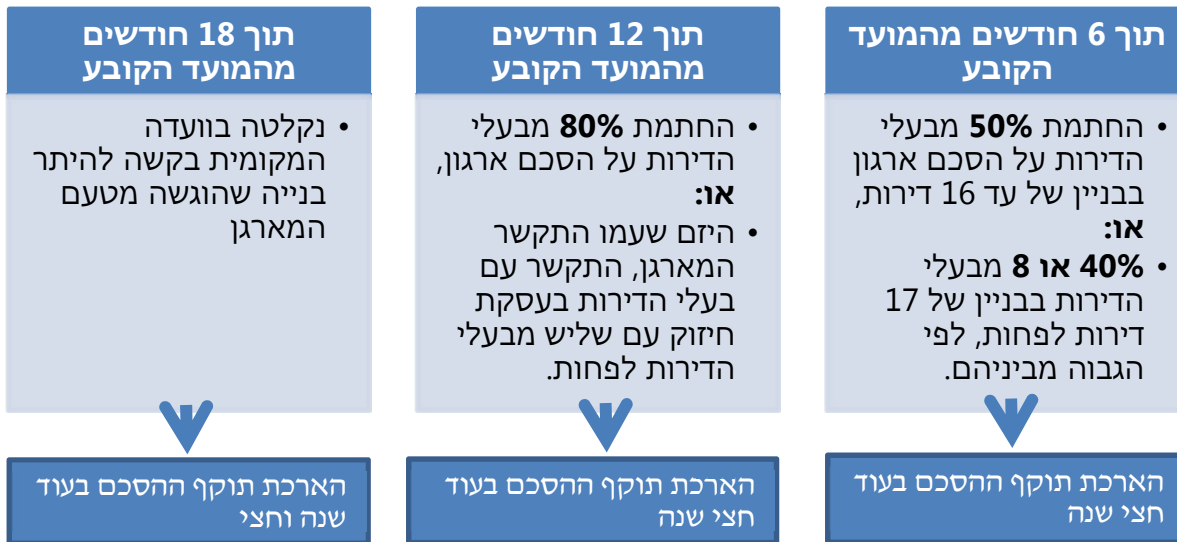 תוך 6 חודשים מהמועד
הקובע
• החתמת 50% מבעלי
הדירות על הסכם ארגון
בבניין של עד 16 דירות,
או:
• 40% או 8 מבעלי
הדירות בבניין של 17
דירות לפחות, לפי
הגבוה מביניהם.
הארכת תוקף ההסכם בעוד
חצי שנה
תוך 12 חודשים
מהמועד הקובע
• החתמת 80% מבעלי
הדירות על הסכם ארגון,
או:
• היזם שעמו התקשר
המארגן, התקשר עם
בעלי הדירות בעסקת
חיזוק עם שליש מבעלי
הדירות לפחות.
הארכת תוקף ההסכם בעוד
חצי שנה
תוך 18 חודשים
מהמועד הקובע
• נקלטה בוועדה
המקומית בקשה להיתר
בנייה שהוגשה מטעם
המארגן
הארכת תוקף ההסכם בעוד
שנה וחצי